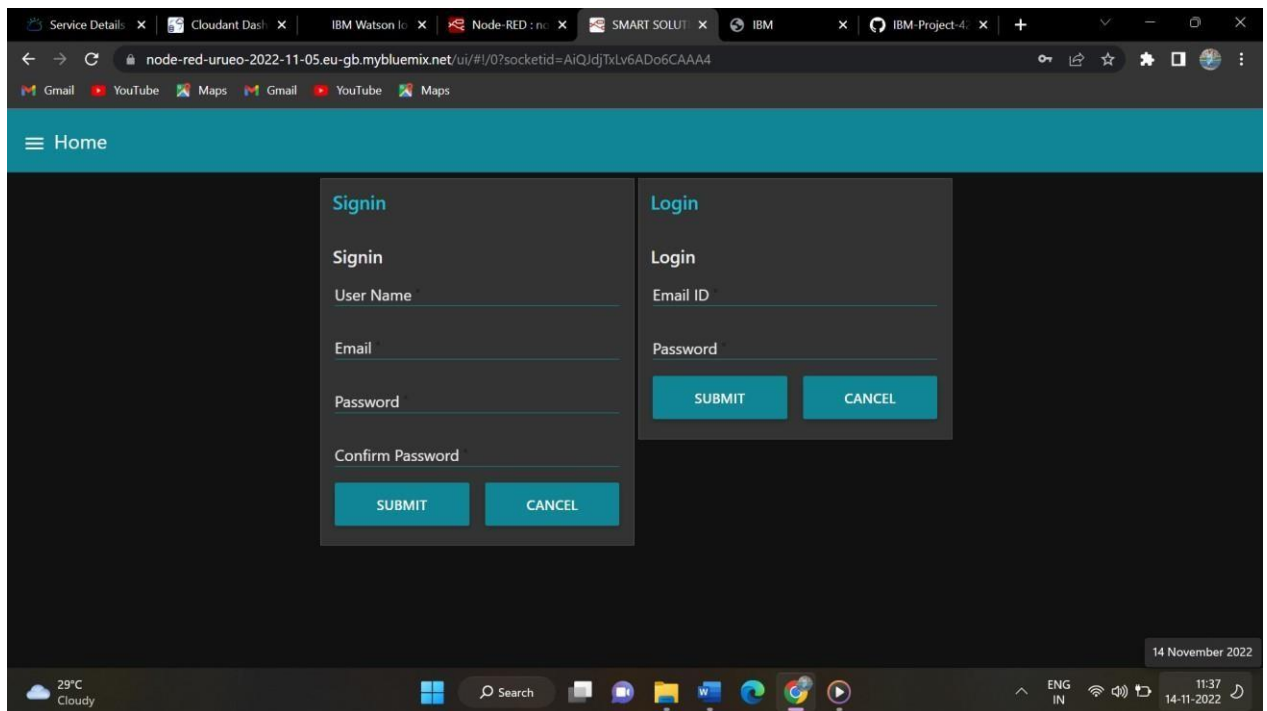 Service Details
Cloudant Dash
IBM Watson Io
Node-RED : no
SMART SOLUTI
IBM
IBM-Project-42
node-red-urueo-2022-11-05.eu-gb.mybluemix.net/ui/#!/0?socketid=AiQJdjTxLv6ADo6CAAA4
Gmail YouTube Maps Gmail YouTube Maps
Home
Signin
Signin
User Name *
Email *
Password *
Confirm Password *
SUBMIT CANCEL
Login
Login
Email ID *
Password *
SUBMIT CANCEL
14 November 2022
29°C
Cloudy
Search
ENG
IN
11:37
14-11-2022